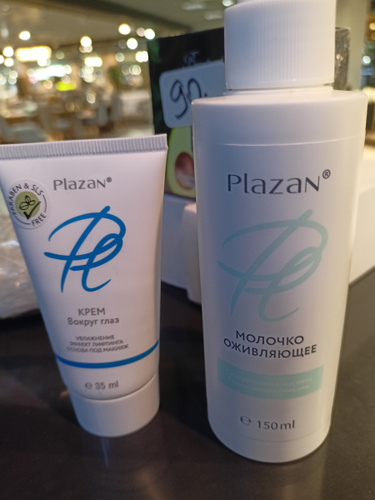 90.
PARABEN & SLS
FREE
PLAZAN®
КРЕМ
Вокруг глаз
УВЛАЖНЕНИЕ
ЭФФЕКТ ЛИФТИНГА
ОСНОВА ПОД МАКИЯЖ
℮ 35 ml
PLAZAN®
МОЛОЧКО
ОЖИВЛЯЮЩЕЕ
℮ 150 ml